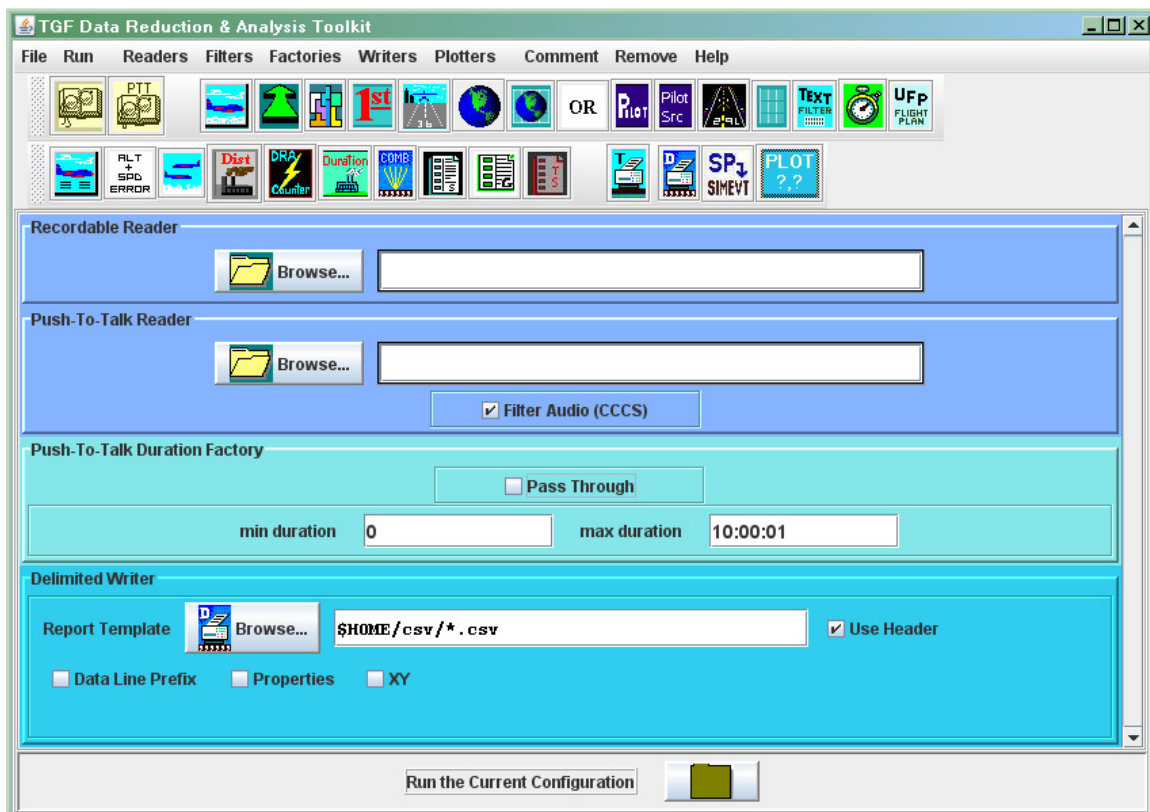 TGF Data Reduction & Analysis Toolkit
File Run Readers Filters Factories Writers Plotters Comment Remove Help
PTT 1st 36 OR PILOT Pilot Src TEXT FILTER UFP FLIGHT PLAN
ALT + SPD ERROR Dist DRA Counter Duration COMB T D SP SIMEVT PLOT ?,?
Recordable Reader
Browse...
Push-To-Talk Reader
Browse...
Filter Audio (CCCS)
Push-To-Talk Duration Factory
Pass Through
min duration 0 max duration 10:00:01
Delimited Writer
Report Template D Browse... $HOME/csv/*.csv Use Header
Data Line Prefix Properties XY
Run the Current Configuration